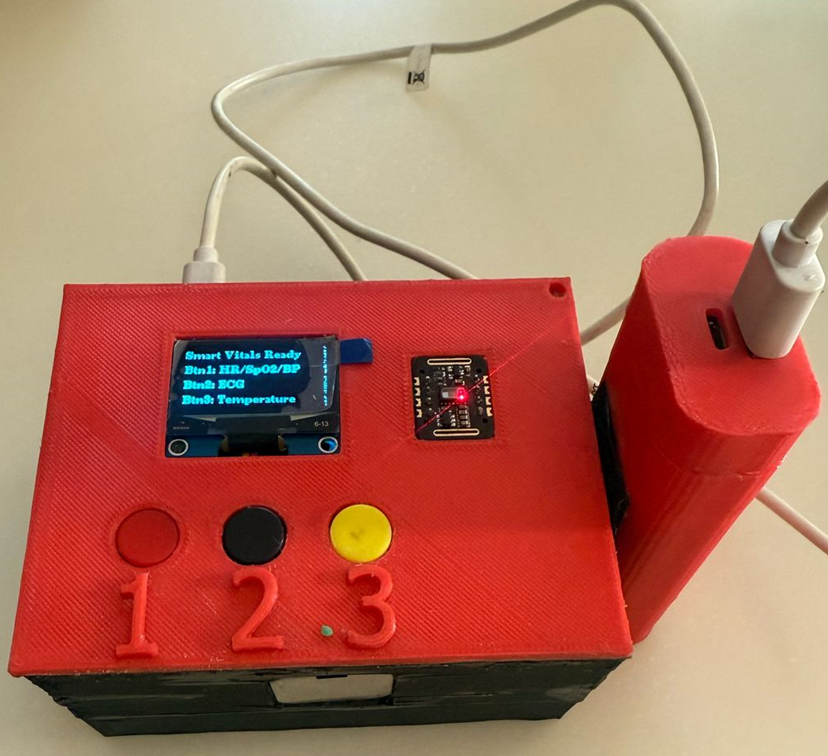 Smart Vitals Ready
Btn1: HR/SpO2/BP
Btn2: ECG
Btn3: Temperature
6-13
1 2 3